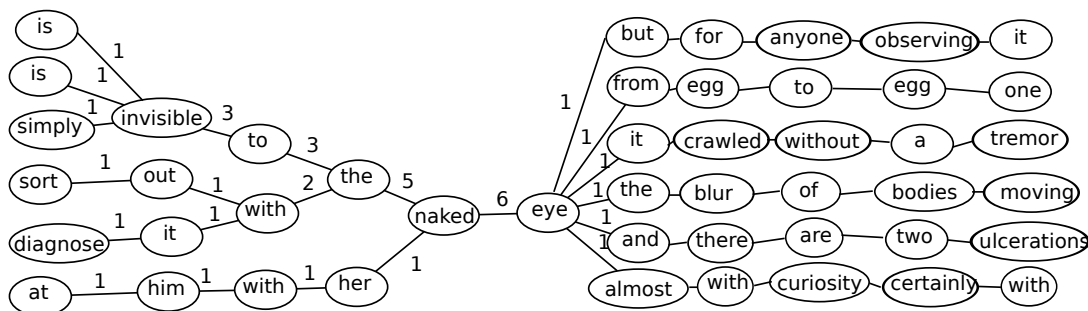 is
1
is
1
simply
1
invisible
3
to
3
sort
1
out
1
with
2
the
5
diagnose
1
it
1
at
1
him
1
with
1
her
1
naked
6
eye
1
but for anyone observing it
1
from egg to egg one
1
it crawled without a tremor
1
the blur of bodies moving
1
and there are two ulcerations
1
almost with curiosity certainly with